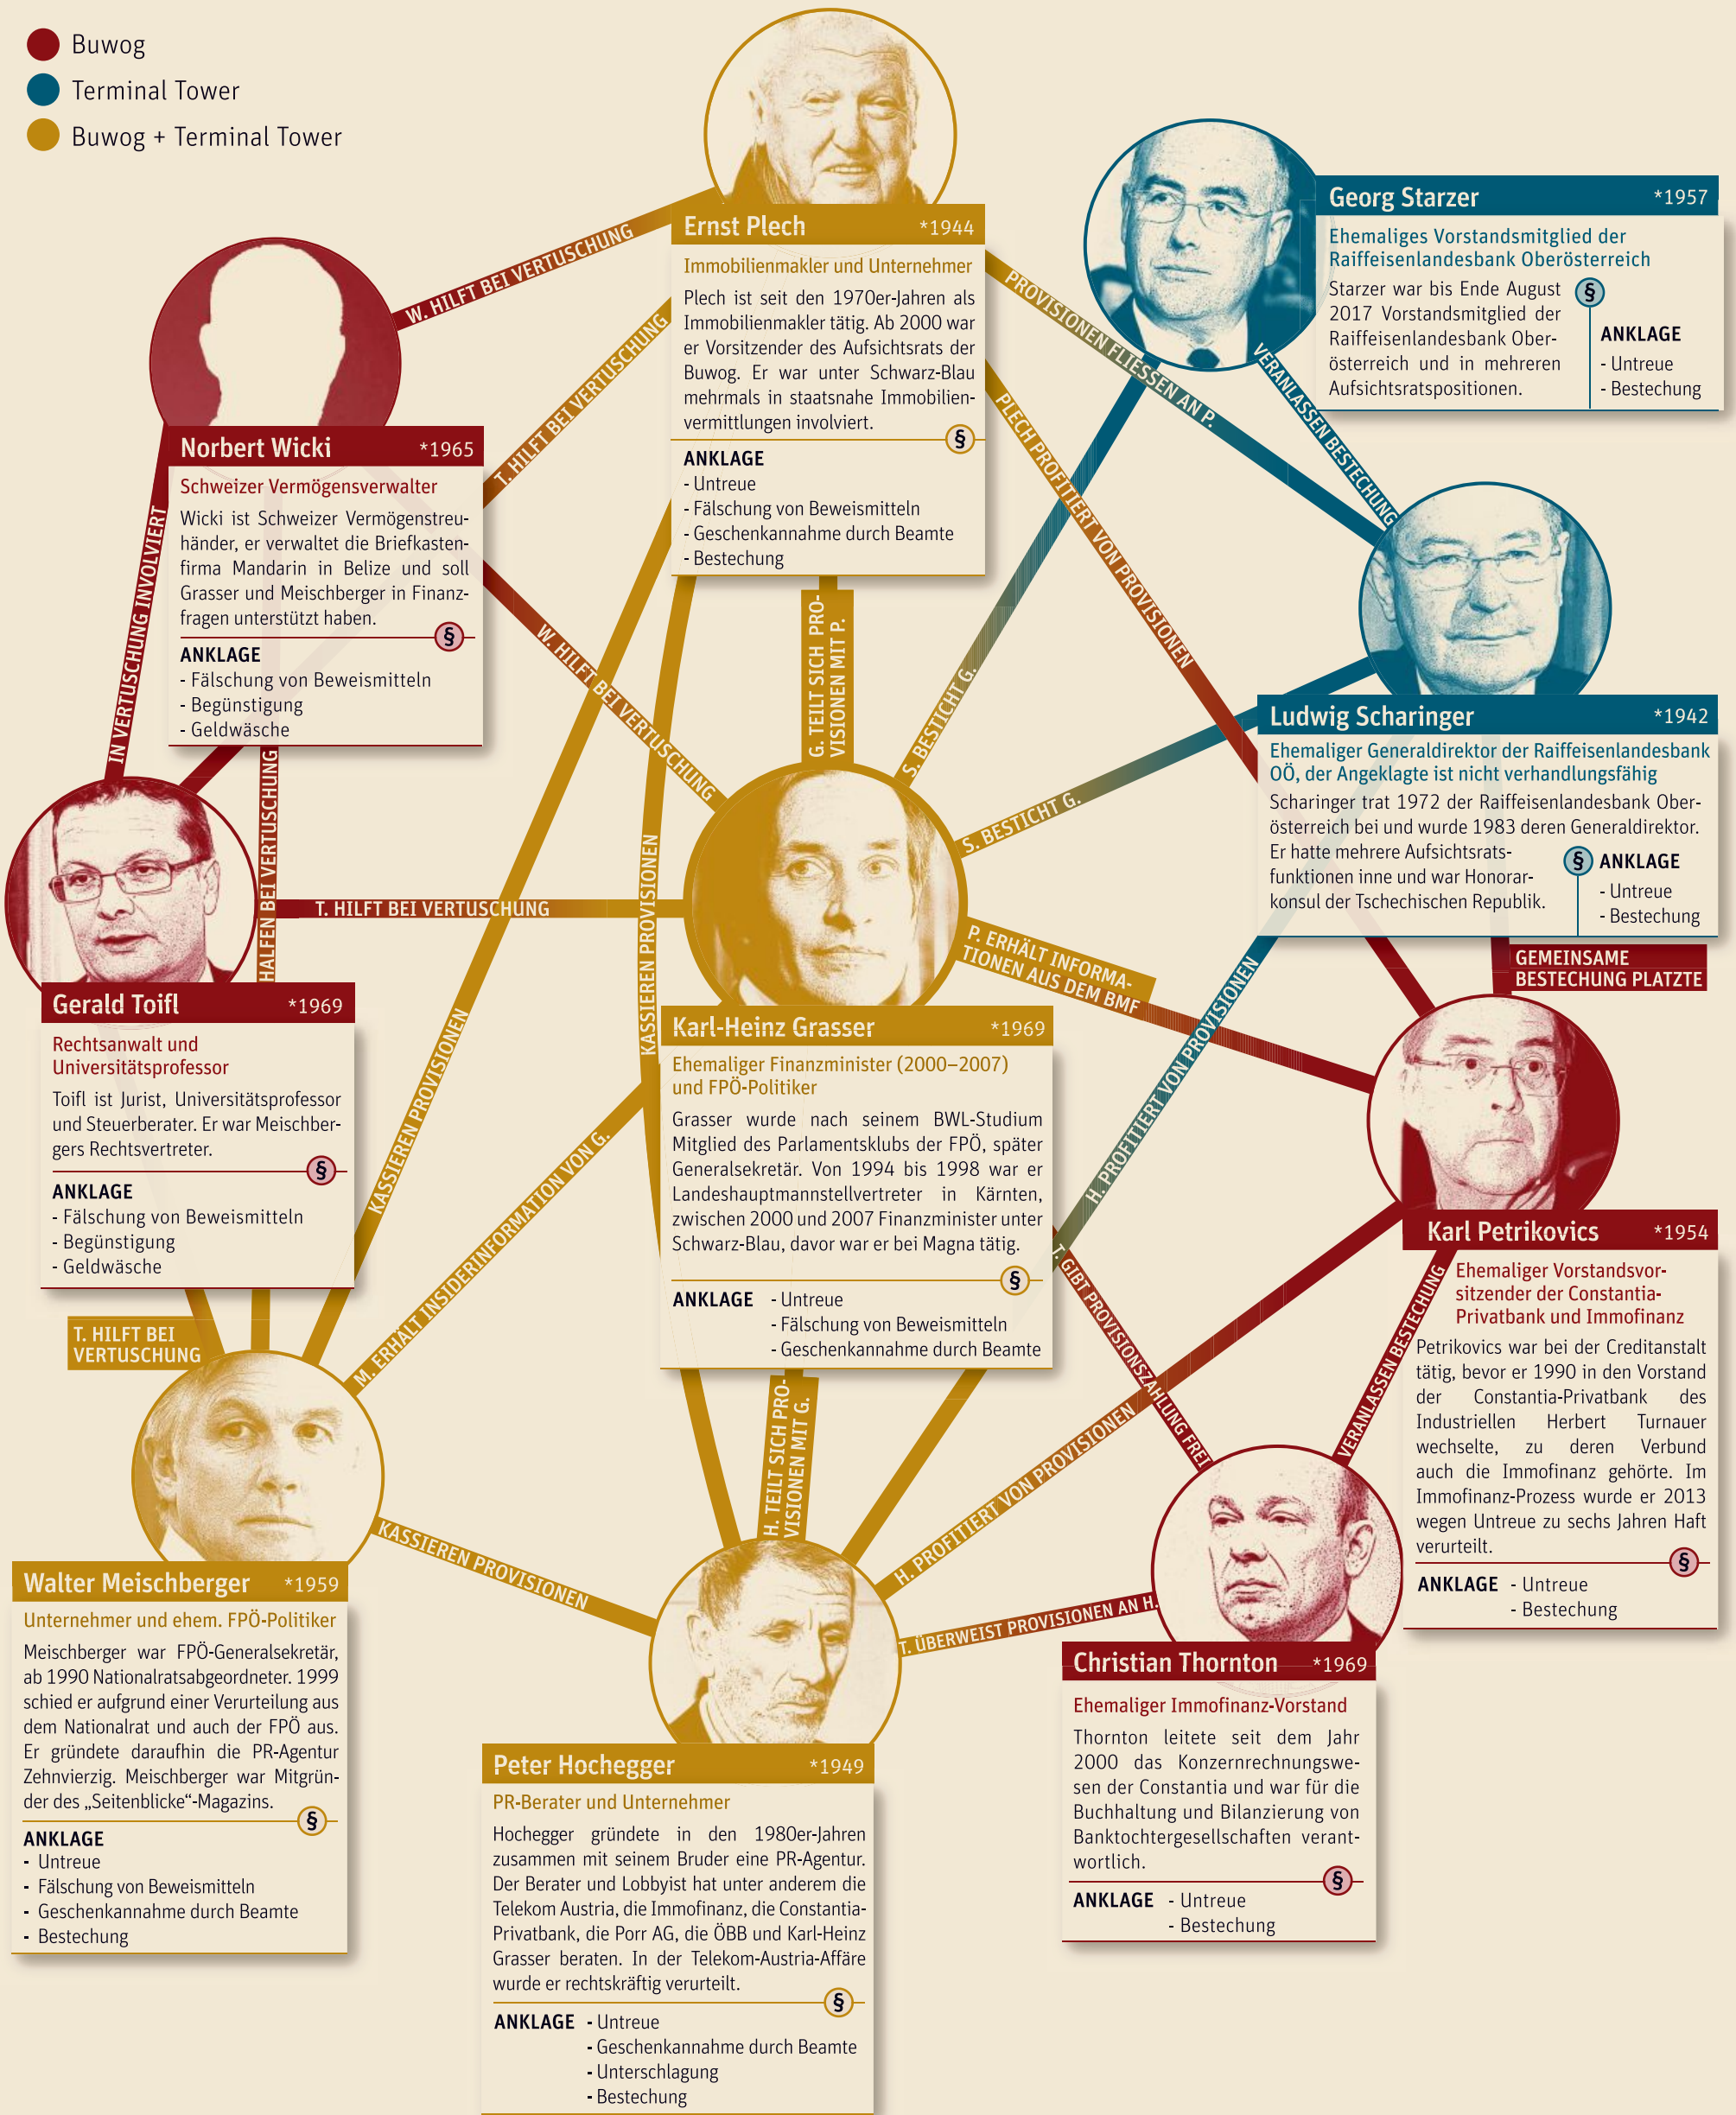 Buwog
Terminal Tower
Buwog + Terminal Tower
Ernst Plech *1944
Immobilienmakler und Unternehmer
Plech ist seit den 1970er-Jahren als
Immobilienmakler tätig. Ab 2000 war
er Vorsitzender des Aufsichtsrats der
Buwog. Er war unter Schwarz-Blau
mehrmals in staatsnahe Immobilien-
vermittlungen involviert.
§
ANKLAGE
- Untreue
- Fälschung von Beweismitteln
- Geschenkannahme durch Beamte
- Bestechung
Georg Starzer *1957
Ehemaliges Vorstandsmitglied der
Raiffeisenlandesbank Oberösterreich
Starzer war bis Ende August
2017 Vorstandsmitglied der
Raiffeisenlandesbank Ober-
österreich und in mehreren
Aufsichtsratspositionen.
§
ANKLAGE
- Untreue
- Bestechung
W. HILFT BEI VERTUSCHUNG
T. HILFT BEI VERTUSCHUNG
PROVISIONEN FLIESSEN AN P.
VERANLASSEN BESTECHUNG
PLECH PROFITIERT VON PROVISIONEN
Norbert Wicki *1965
Schweizer Vermögensverwalter
Wicki ist Schweizer Vermögenstreu-
händer, er verwaltet die Briefkasten-
firma Mandarin in Belize und soll
Grasser und Meischberger in Finanz-
fragen unterstützt haben.
§
ANKLAGE
- Fälschung von Beweismitteln
- Begünstigung
- Geldwäsche
IN VERTUSCHUNG INVOLVIERT
W. HILFT BEI VERTUSCHUNG
G. TEILT SICH PRO-
VISIONEN MIT P.
S. BESTICHT G.
S. BESTICHT G.
Ludwig Scharinger *1942
Ehemaliger Generaldirektor der Raiffeisenlandesbank
OÖ, der Angeklagte ist nicht verhandlungsfähig
Scharinger trat 1972 der Raiffeisenlandesbank Ober-
österreich bei und wurde 1983 deren Generaldirektor.
Er hatte mehrere Aufsichtsrats-
funktionen inne und war Honorar-
konsul der Tschechischen Republik.
§
ANKLAGE
- Untreue
- Bestechung
HALFEN BEI VERTUSCHUNG
T. HILFT BEI VERTUSCHUNG
KASSIEREN PROVISIONEN
KASSIEREN PROVISIONEN
P. ERHÄLT INFORMA-
TIONEN AUS DEM BMF
H. PROFITIERT VON PROVISIONEN
GEMEINSAME
BESTECHUNG PLATZTE
Gerald Toifl *1969
Rechtsanwalt und
Universitätsprofessor
Toifl ist Jurist, Universitätsprofessor
und Steuerberater. Er war Meischber-
gers Rechtsvertreter.
§
ANKLAGE
- Fälschung von Beweismitteln
- Begünstigung
- Geldwäsche
Karl-Heinz Grasser *1969
Ehemaliger Finanzminister (2000–2007)
und FPÖ-Politiker
Grasser wurde nach seinem BWL-Studium
Mitglied des Parlamentsklubs der FPÖ, später
Generalsekretär. Von 1994 bis 1998 war er
Landeshauptmannstellvertreter in Kärnten,
zwischen 2000 und 2007 Finanzminister unter
Schwarz-Blau, davor war er bei Magna tätig.
§
ANKLAGE - Untreue
- Fälschung von Beweismitteln
- Geschenkannahme durch Beamte
T. HILFT BEI
VERTUSCHUNG
M. ERHÄLT INSIDERINFORMATION VON G.
H. TEILT SICH PRO-
VISIONEN MIT G.
T. GIBT PROVISIONSZAHLUNG FREI
H. PROFITIERT VON PROVISIONEN
VERANLASSEN BESTECHUNG
Karl Petrikovics *1954
Ehemaliger Vorstandsvor-
sitzender der Constantia-
Privatbank und Immofinanz
Petrikovics war bei der Creditanstalt
tätig, bevor er 1990 in den Vorstand
der Constantia-Privatbank des
Industriellen Herbert Turnauer
wechselte, zu deren Verbund
auch die Immofinanz gehörte. Im
Immofinanz-Prozess wurde er 2013
wegen Untreue zu sechs Jahren Haft
verurteilt.
§
ANKLAGE - Untreue
- Bestechung
Walter Meischberger *1959
Unternehmer und ehem. FPÖ-Politiker
Meischberger war FPÖ-Generalsekretär,
ab 1990 Nationalratsabgeordneter. 1999
schied er aufgrund einer Verurteilung aus
dem Nationalrat und auch der FPÖ aus.
Er gründete daraufhin die PR-Agentur
Zehnvierzig. Meischberger war Mitgrün-
der des „Seitenblicke“-Magazins.
§
ANKLAGE
- Untreue
- Fälschung von Beweismitteln
- Geschenkannahme durch Beamte
- Bestechung
KASSIEREN PROVISIONEN
T. ÜBERWEIST PROVISIONEN AN H.
Peter Hochegger *1949
PR-Berater und Unternehmer
Hochegger gründete in den 1980er-Jahren
zusammen mit seinem Bruder eine PR-Agentur.
Der Berater und Lobbyist hat unter anderem die
Telekom Austria, die Immofinanz, die Constantia-
Privatbank, die Porr AG, die ÖBB und Karl-Heinz
Grasser beraten. In der Telekom-Austria-Affäre
wurde er rechtskräftig verurteilt.
§
ANKLAGE - Untreue
- Geschenkannahme durch Beamte
- Unterschlagung
- Bestechung
Christian Thornton *1969
Ehemaliger Immofinanz-Vorstand
Thornton leitete seit dem Jahr
2000 das Konzernrechnungswe-
sen der Constantia und war für die
Buchhaltung und Bilanzierung von
Banktochtergesellschaften verant-
wortlich.
§
ANKLAGE - Untreue
- Bestechung